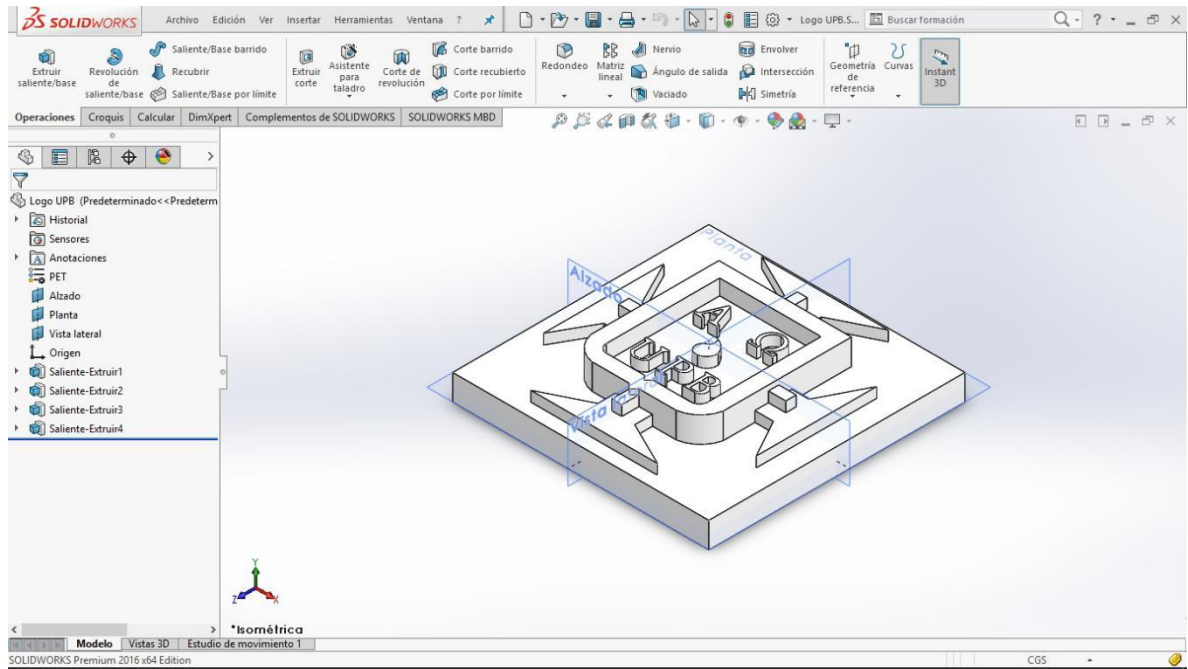 SOLIDWORKS Archivo Edición Ver Insertar Herramientas Ventana ? Logo UPB.S... Buscar formación ?
Extruir saliente/base
Revolución de saliente/base
Saliente/Base barrido
Recubrir
Saliente/Base por límite
Extruir corte
Asistente para taladro
Corte de revolución
Corte barrido
Corte recubierto
Corte por límite
Redondeo
Matriz lineal
Nervio
Ángulo de salida
Vaciado
Envolver
Intersección
Simetría
Geometría de referencia
Curvas
Instant 3D
Operaciones Croquis Calcular DimXpert Complementos de SOLIDWORKS SOLIDWORKS MBD
Logo UPB (Predeterminado<<Predeterm
Historial
Sensores
Anotaciones
PET
Alzado
Planta
Vista lateral
Origen
Saliente-Extruir1
Saliente-Extruir2
Saliente-Extruir3
Saliente-Extruir4
Planta
Alzado
A
U P B
Vista lateral
Y
Z X
*Isométrica
Modelo Vistas 3D Estudio de movimiento 1
SOLIDWORKS Premium 2016 x64 Edition CGS